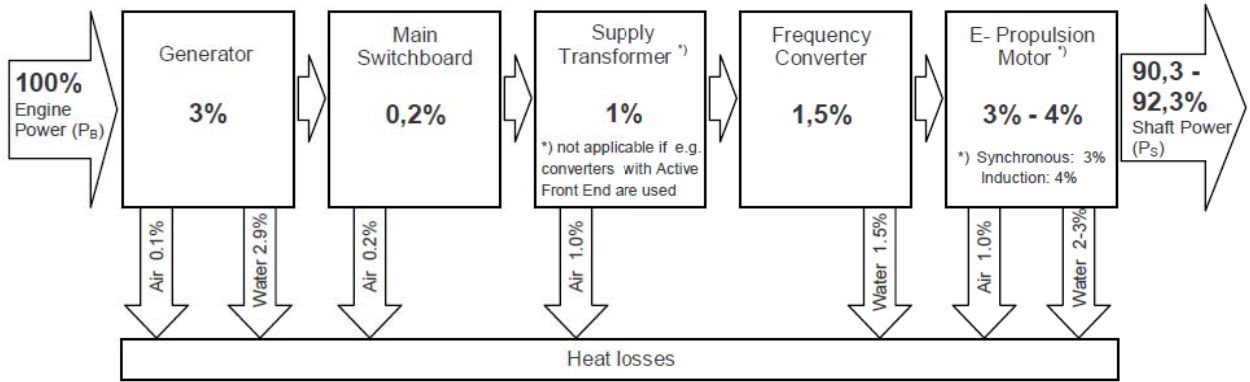 100%
Engine
Power (PB)
Generator
3%
Main
Switchboard
0,2%
Supply
Transformer *)
1%
*) not applicable if e.g.
converters with Active
Front End are used
Frequency
Converter
1,5%
E- Propulsion
Motor *)
3% - 4%
*) Synchronous: 3%
Induction: 4%
90,3 -
92,3%
Shaft Power
(PS)
Air 0.1%
Water 2.9%
Air 0.2%
Air 1.0%
Water 1.5%
Air 1.0%
Water 2-3%
Heat losses